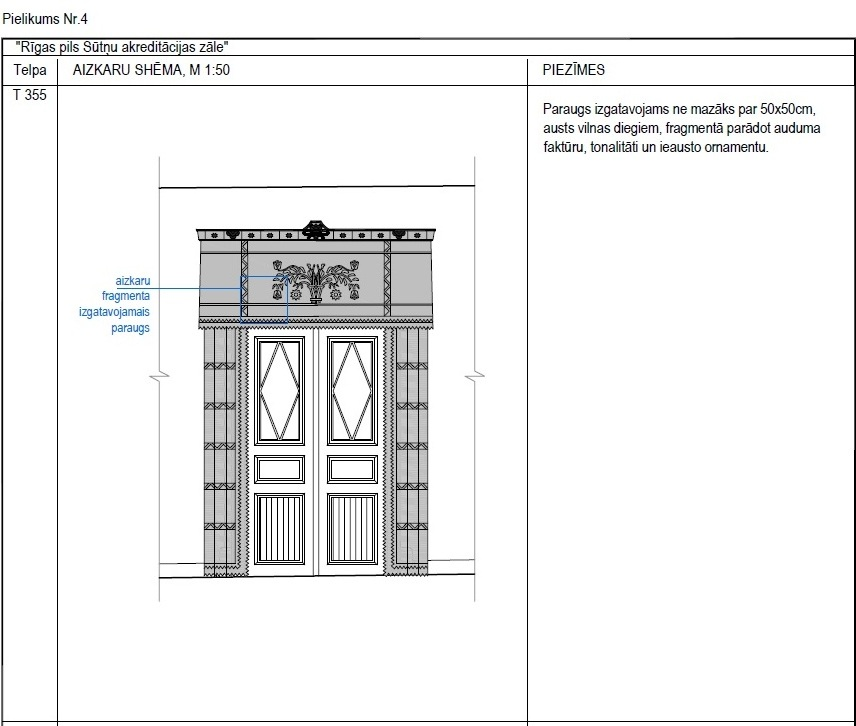 Pielikums Nr.4
"Rīgas pils Sūtņu akreditācijas zāle"
Telpa
AIZKARU SHĒMA, M 1:50
PIEZĪMES
T 355
Paraugs izgatavojams ne mazāks par 50x50cm,
austs vilnas diegiem, fragmentā parādot auduma
faktūru, tonalitāti un ieausto ornamentu.
aizkaru
fragmenta
izgatavojamais
paraugs